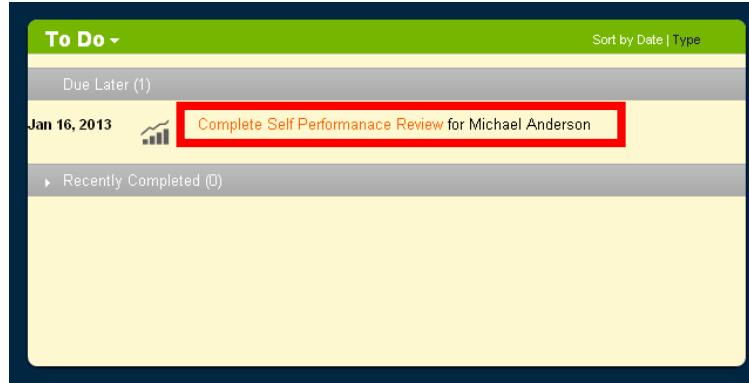 To Do
Sort by Date | Type
Due Later (1)
Jan 16, 2013 Complete Self Performanace Review for Michael Anderson
Recently Completed (0)